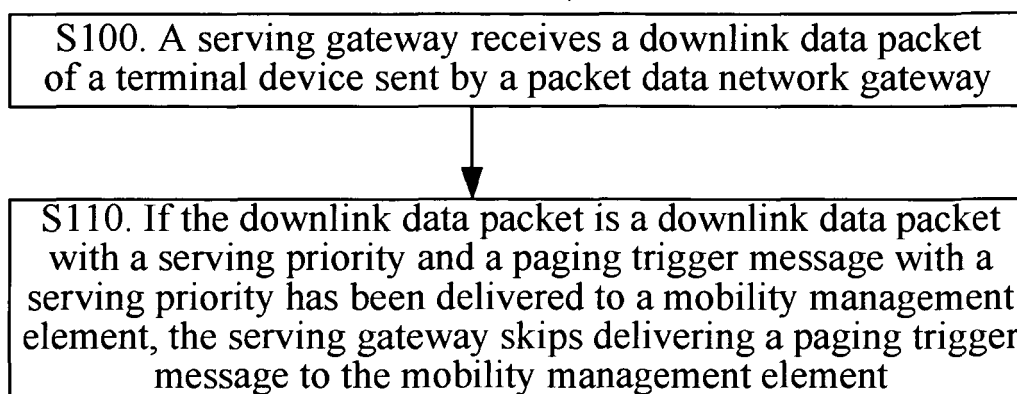 S100. A serving gateway receives a downlink data packet
of a terminal device sent by a packet data network gateway
S110. If the downlink data packet is a downlink data packet
with a serving priority and a paging trigger message with a
serving priority has been delivered to a mobility management
element, the serving gateway skips delivering a paging trigger
message to the mobility management element